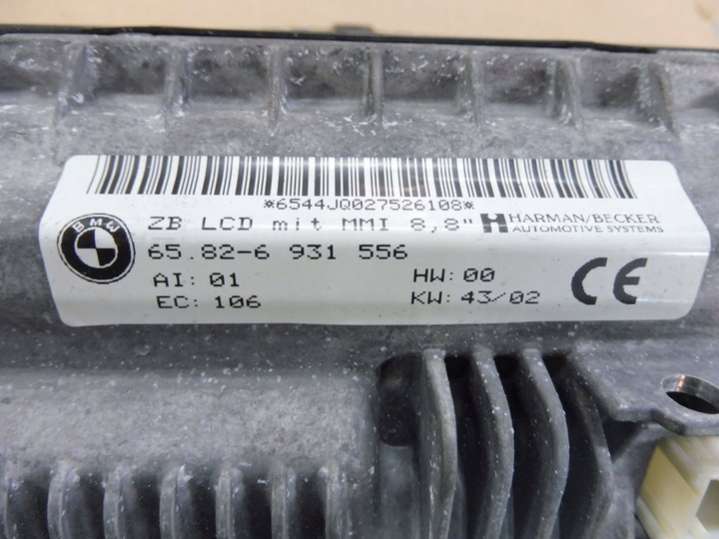 *6544JQ027526108*
BMW
ZB LCD mit MMI 8,8"
HARMAN/BECKER
AUTOMOTIVE SYSTEMS
65.82-6 931 556
AI: 01
HW: 00
EC: 106
KW: 43/02
CE